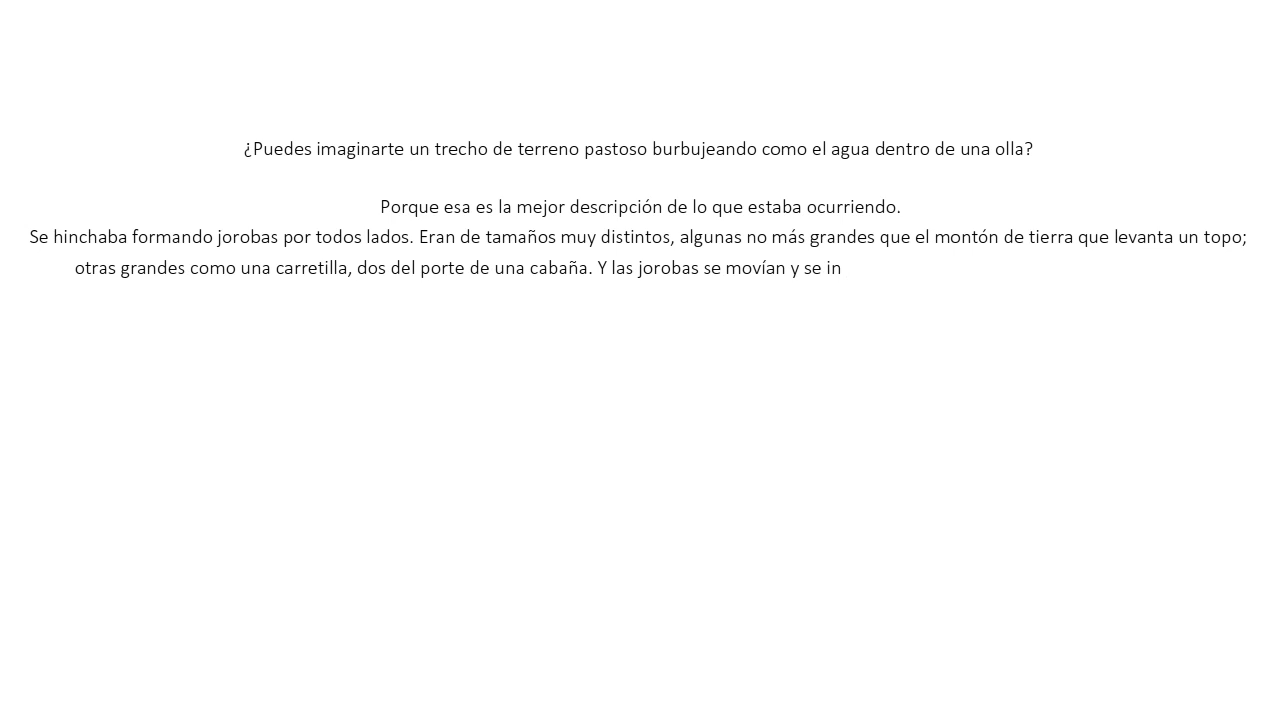 ¿Puedes imaginarte un trecho de terreno pastoso burbujeando como el agua dentro de una olla?
Porque esa es la mejor descripción de lo que estaba ocurriendo.
Se hinchaba formando jorobas por todos lados. Eran de tamaños muy distintos, algunas no más grandes que el montón de tierra que levanta un topo;
otras grandes como una carretilla, dos del porte de una cabaña. Y las jorobas se movían y se in